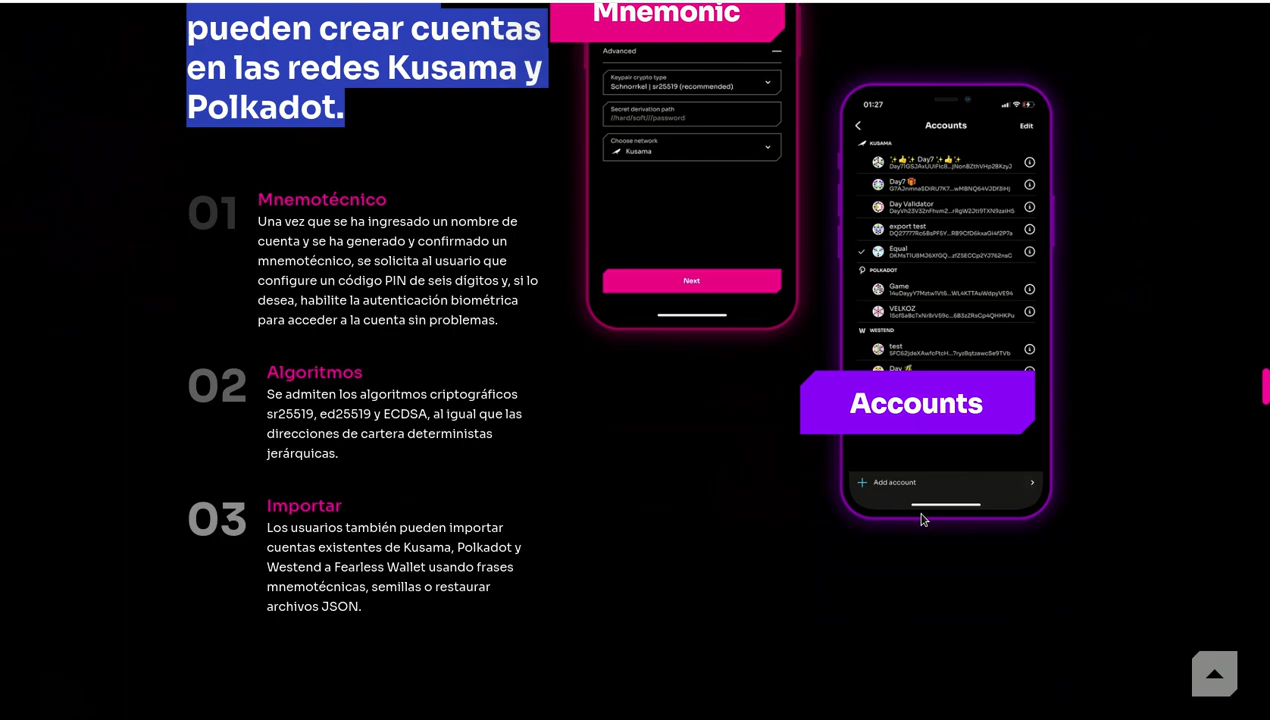 pueden crear cuentas
en las redes Kusama y
Polkadot.
01
Mnemotécnico
Una vez que se ha ingresado un nombre de
cuenta y se ha generado y confirmado un
mnemotécnico, se solicita al usuario que
configure un código PIN de seis dígitos y, si lo
desea, habilite la autenticación biométrica
para acceder a la cuenta sin problemas.
02
Algoritmos
Se admiten los algoritmos criptográficos
sr25519, ed25519 y ECDSA, al igual que las
direcciones de cartera deterministas
jerárquicas.
03
Importar
Los usuarios también pueden importar
cuentas existentes de Kusama, Polkadot y
Westend a Fearless Wallet usando frases
mnemotécnicas, semillas o restaurar
archivos JSON.
Mnemonic
Advanced
Keypair crypto type
Schnorrkel | sr25519 (recommended)
Secret derivation path
//hard/soft///password
Choose network
Kusama
Next
01:27
Accounts
Edit
KUSAMA
✨👍✨ Day7 ✨👍✨
Day7 🎁
Day Validator
export test
Equal
POLKADOT
Game
VELKOZ
WESTEND
test
Day
Accounts
Add account